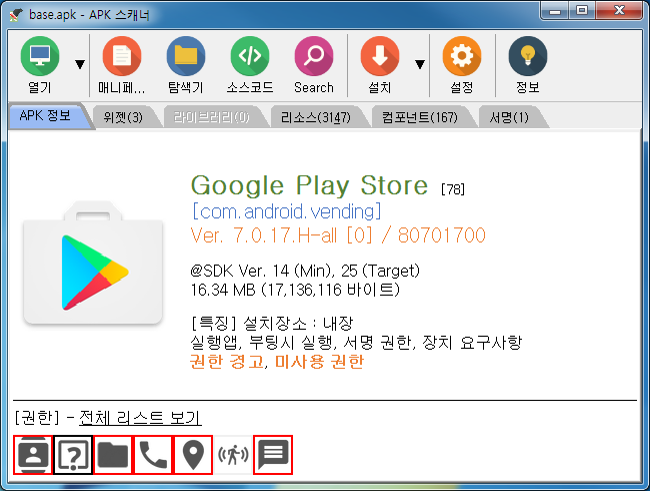 base.apk - APK 스캐너
열기
매니페...
탐색기
소스코드
Search
설치
설정
정보
APK 정보
위젯(3)
라이브러리(0)
리소스(3147)
컴포넌트(167)
서명(1)
Google Play Store [78]
[com.android.vending]
Ver. 7.0.17.H-all [0] / 80701700
@SDK Ver. 14 (Min), 25 (Target)
16.34 MB (17,136,116 바이트)
[특징] 설치장소 : 내장
실행앱, 부팅시 실행, 서명 권한, 장치 요구사항
권한 경고, 미사용 권한
[권한] - 전체 리스트 보기